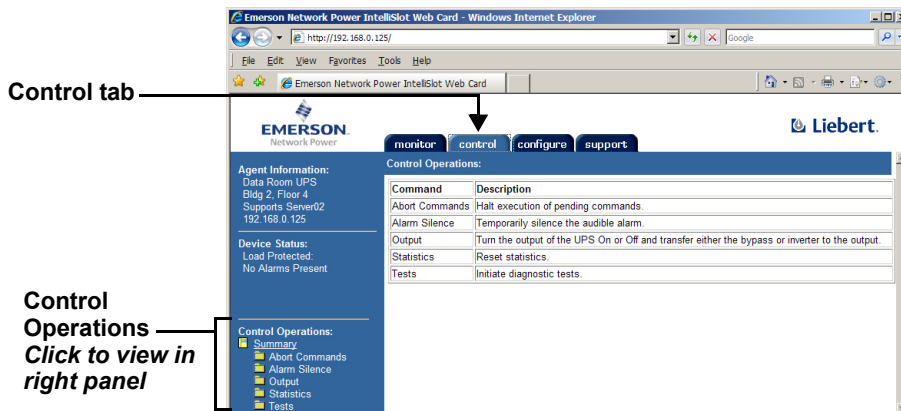 Emerson Network Power IntelliSlot Web Card - Windows Internet Explorer
http://192.168.0.125/
Google
File Edit View Favorites Tools Help
Emerson Network Power IntelliSlot Web Card
Control tab
EMERSON.
Network Power
Liebert.
monitor control configure support
Agent Information:
Data Room UPS
Bldg 2, Floor 4
Supports Server02
192.168.0.125
Device Status:
Load Protected:
No Alarms Present
Control Operations:
Command Description
Abort Commands Halt execution of pending commands.
Alarm Silence Temporarily silence the audible alarm.
Output Turn the output of the UPS On or Off and transfer either the bypass or inverter to the output.
Statistics Reset statistics.
Tests Initiate diagnostic tests.
Control
Operations
Click to view in
right panel
Control Operations:
Summary
Abort Commands
Alarm Silence
Output
Statistics
Tests